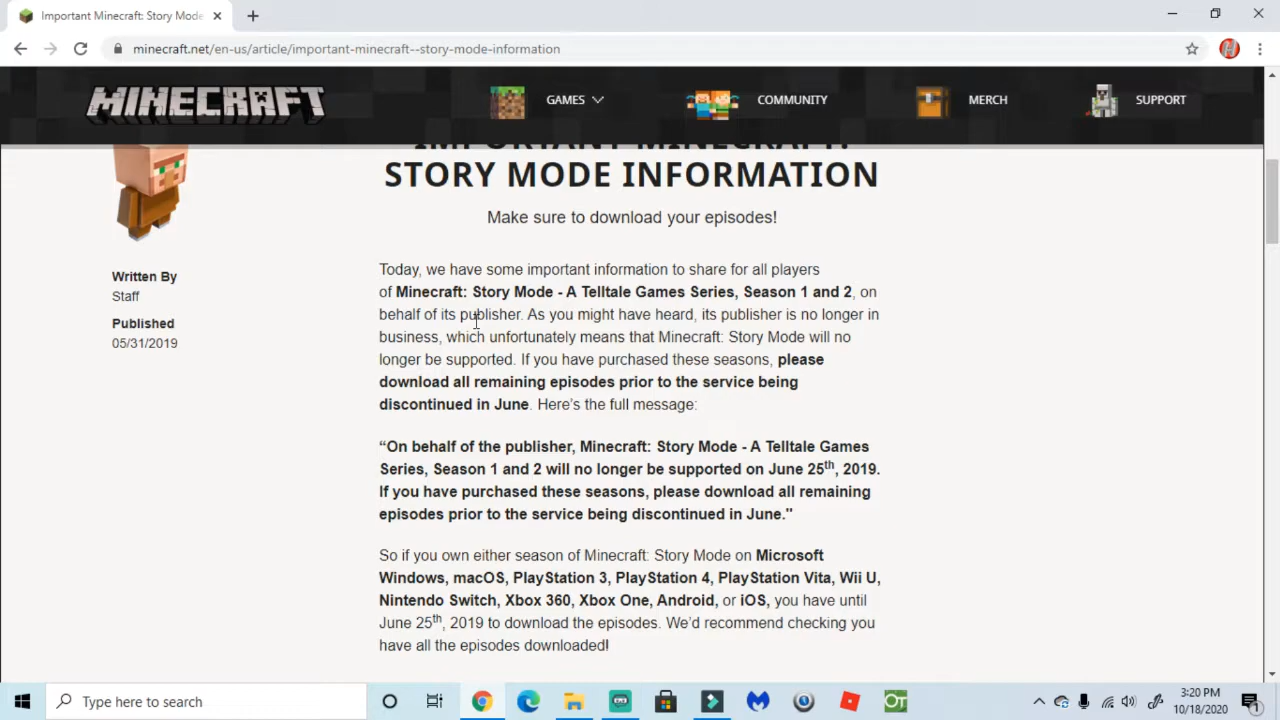 Important Minecraft: Story Mode
minecraft.net/en-us/article/important-minecraft--story-mode-information
MINECRAFT
GAMES
COMMUNITY
MERCH
SUPPORT
IMPORTANT MINECRAFT:
STORY MODE INFORMATION
Make sure to download your episodes!
Written By
Staff
Published
05/31/2019
Today, we have some important information to share for all players
of Minecraft: Story Mode - A Telltale Games Series, Season 1 and 2, on
behalf of its publisher. As you might have heard, its publisher is no longer in
business, which unfortunately means that Minecraft: Story Mode will no
longer be supported. If you have purchased these seasons, please
download all remaining episodes prior to the service being
discontinued in June. Here's the full message:
“On behalf of the publisher, Minecraft: Story Mode - A Telltale Games
Series, Season 1 and 2 will no longer be supported on June 25th, 2019.
If you have purchased these seasons, please download all remaining
episodes prior to the service being discontinued in June."
So if you own either season of Minecraft: Story Mode on Microsoft
Windows, macOS, PlayStation 3, PlayStation 4, PlayStation Vita, Wii U,
Nintendo Switch, Xbox 360, Xbox One, Android, or iOS, you have until
June 25th, 2019 to download the episodes. We'd recommend checking you
have all the episodes downloaded!
Type here to search
OT
3:20 PM
10/18/2020
1